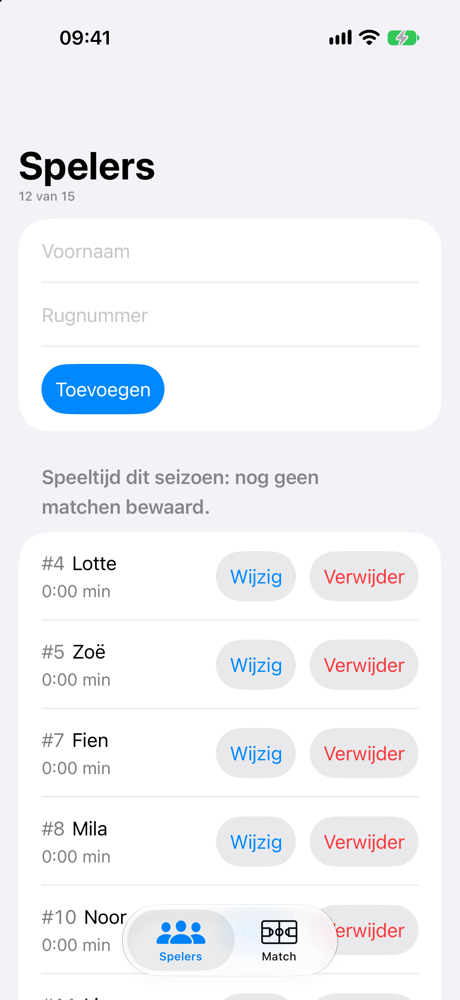 09:41
Spelers
12 van 15
Voornaam
Rugnummer
Toevoegen
Speeltijd dit seizoen: nog geen
matchen bewaard.
#4 Lotte
0:00 min
Wijzig
Verwijder
#5 Zoë
0:00 min
Wijzig
Verwijder
#7 Fien
0:00 min
Wijzig
Verwijder
#8 Mila
0:00 min
Wijzig
Verwijder
#10 Noor
0:00 min
erwijder
Spelers
Match